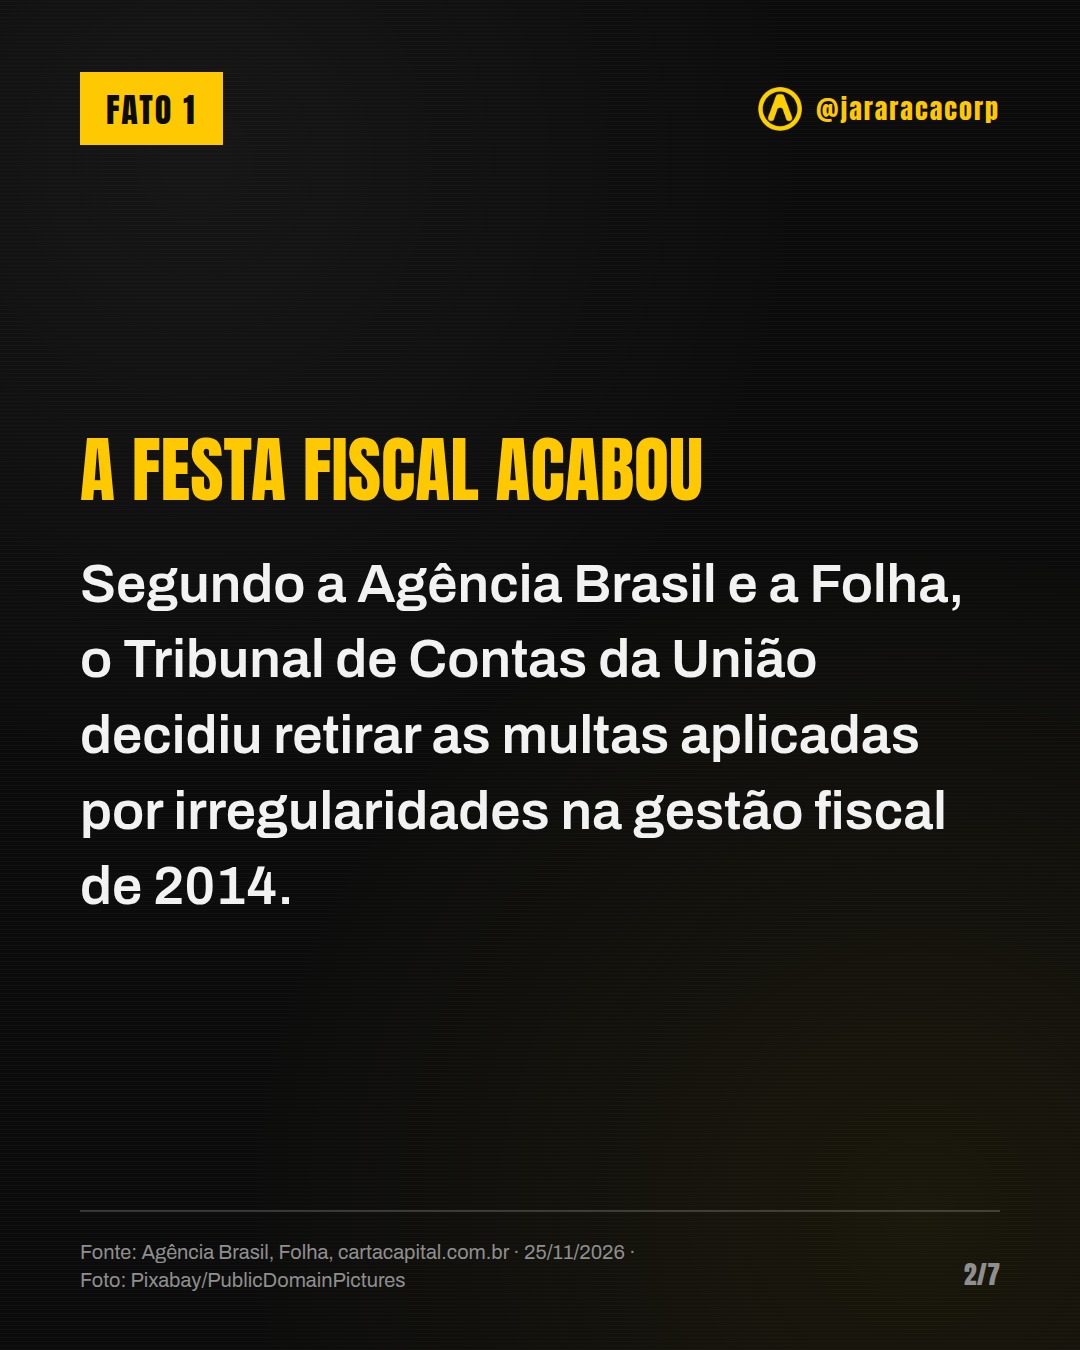 FATO 1
@jararacacorp
A FESTA FISCAL ACABOU
Segundo a Agência Brasil e a Folha,
o Tribunal de Contas da União
decidiu retirar as multas aplicadas
por irregularidades na gestão fiscal
de 2014.
Fonte: Agência Brasil, Folha, cartacapital.com.br · 25/11/2026 ·
Foto: Pixabay/PublicDomainPictures
2/7